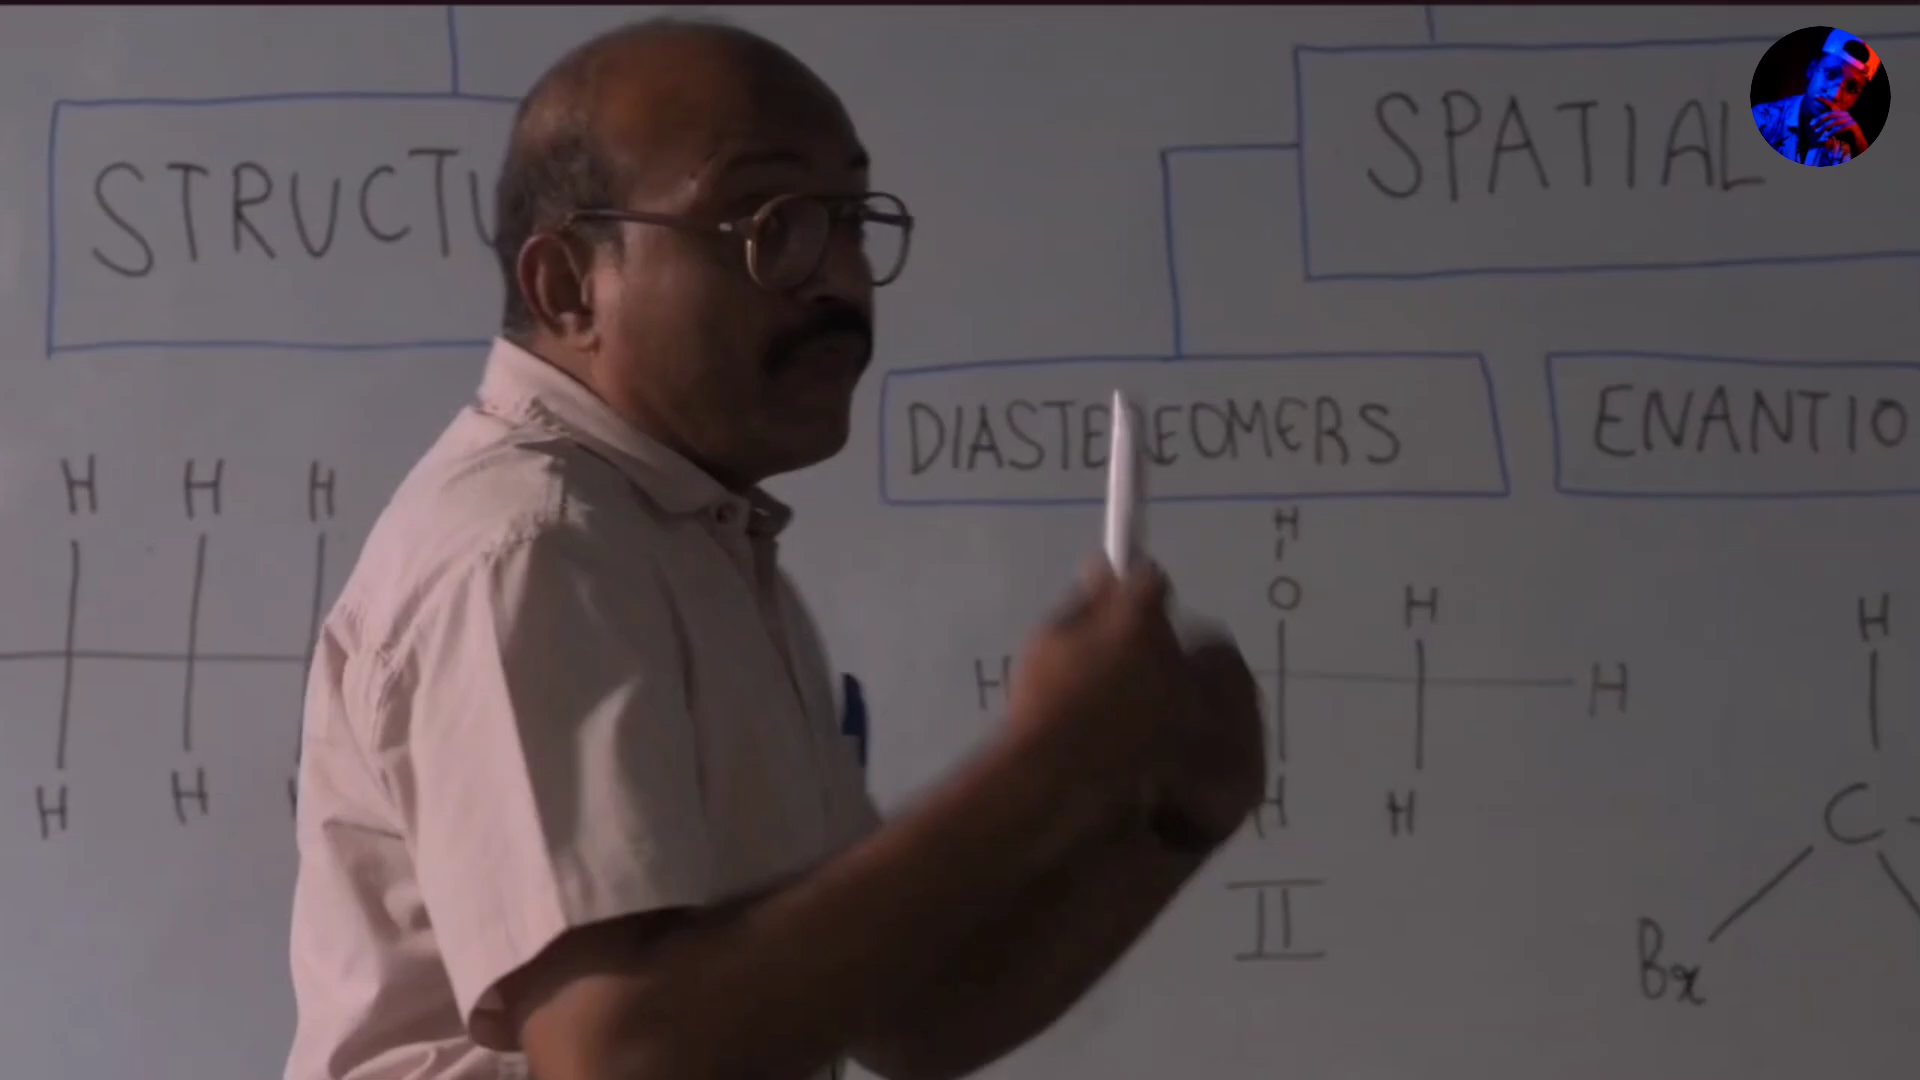 STRUCTU
SPATIAL
DIASTEREOMERS
ENANTIO
H H H
H
O
H H
H H
H H H H
C
II
Br